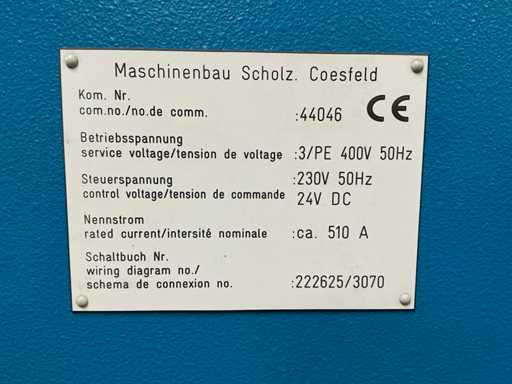 Maschinenbau Scholz. Coesfeld
Kom. Nr.
com.no./no.de comm. :44046 CE
Betriebsspannung
service voltage/tension de voltage :3/PE 400V 50Hz
Steuerspannung :230V 50Hz
control voltage/tension de commande 24V DC
Nennstrom
rated current/intersité nominale :ca. 510 A
Schaltbuch Nr.
wiring diagram no./
schema de connexion no. :222625/3070